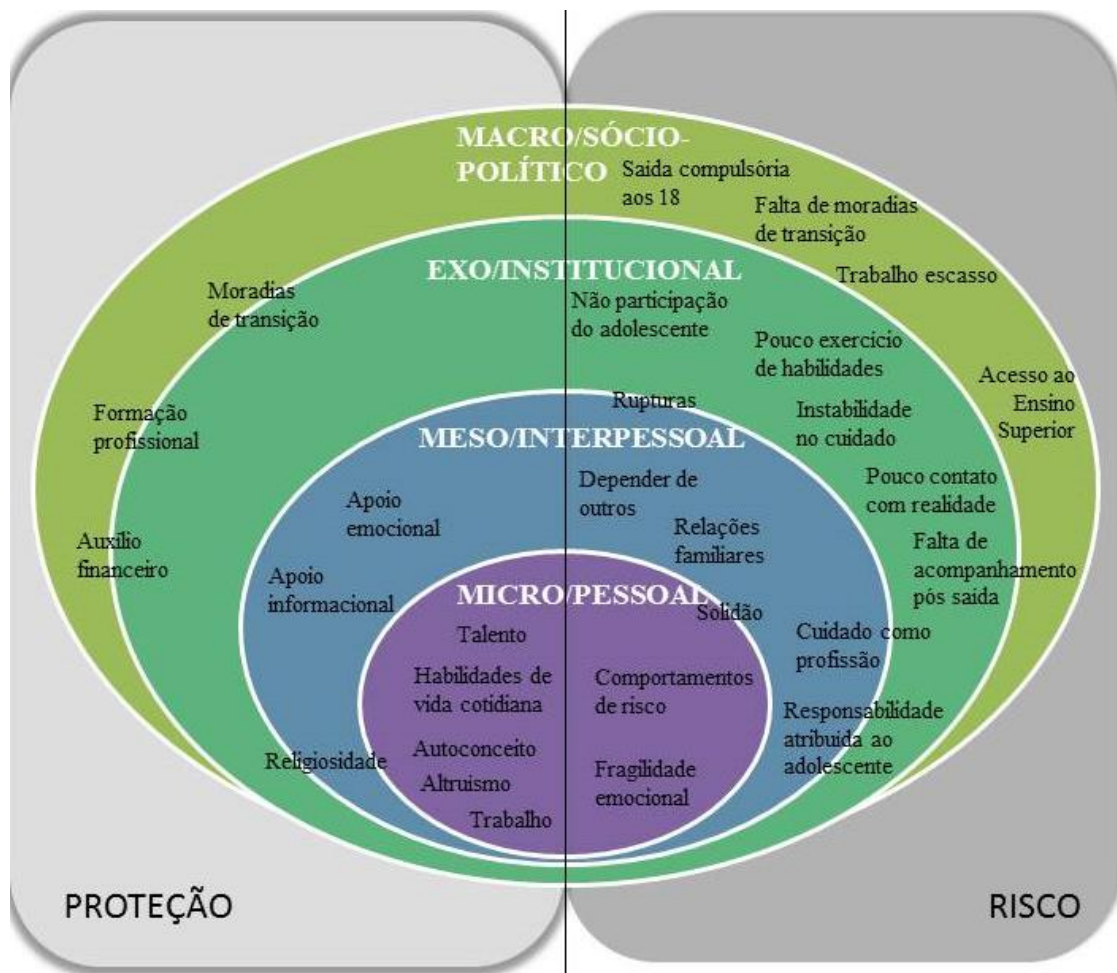 MACRO/SÓCIO-
POLÍTICO
Saída compulsória
aos 18
Falta de moradias
de transição
Trabalho escasso
Acesso ao
Ensino
Superior
Moradias
de transição
Formação
profissional
Auxílio
financeiro
EXO/INSTITUCIONAL
Não participação
do adolescente
Pouco exercício
de habilidades
Instabilidade
no cuidado
Pouco contato
com realidade
Falta de
acompanhamento
pós saída
Rupturas
MESO/INTERPESSOAL
Apoio
emocional
Apoio
informacional
Religiosidade
Depender de
outros
Relações
familiares
Solidão
Cuidado como
profissão
Responsabilidade
atribuida ao
adolescente
MICRO/PESSOAL
Talento
Habilidades de
vida cotidiana
Autoconceito
Altruismo
Trabalho
Comportamentos
de risco
Fragilidade
emocional
PROTEÇÃO
RISCO